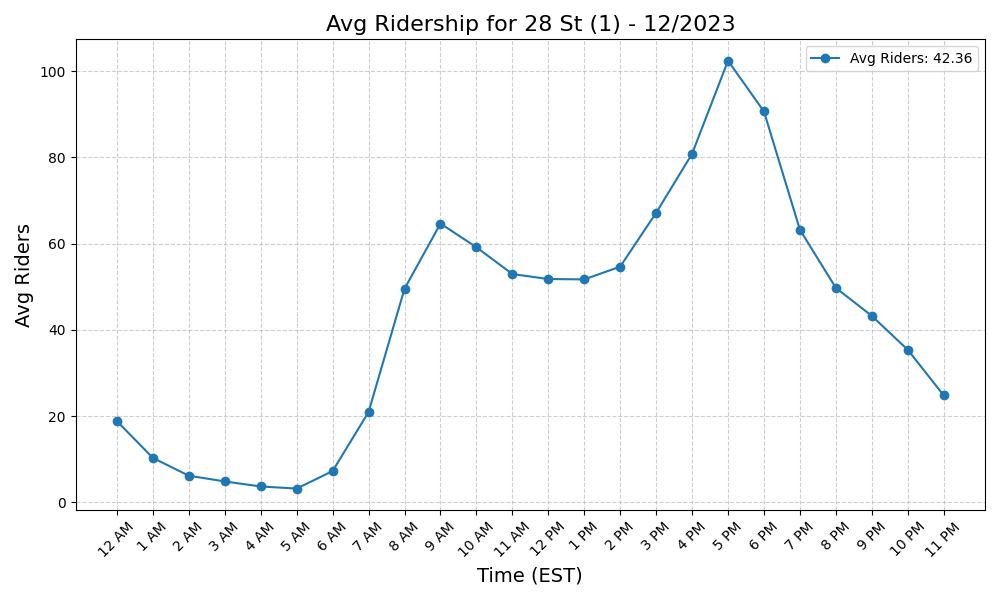 Avg Ridership for 28 St (1) - 12/2023
Avg Riders: 42.36
Avg Riders
100
80
60
40
20
0
12 AM
1 AM
2 AM
3 AM
4 AM
5 AM
6 AM
7 AM
8 AM
9 AM
10 AM
11 AM
12 PM
1 PM
2 PM
3 PM
4 PM
5 PM
6 PM
7 PM
8 PM
9 PM
10 PM
11 PM
Time (EST)